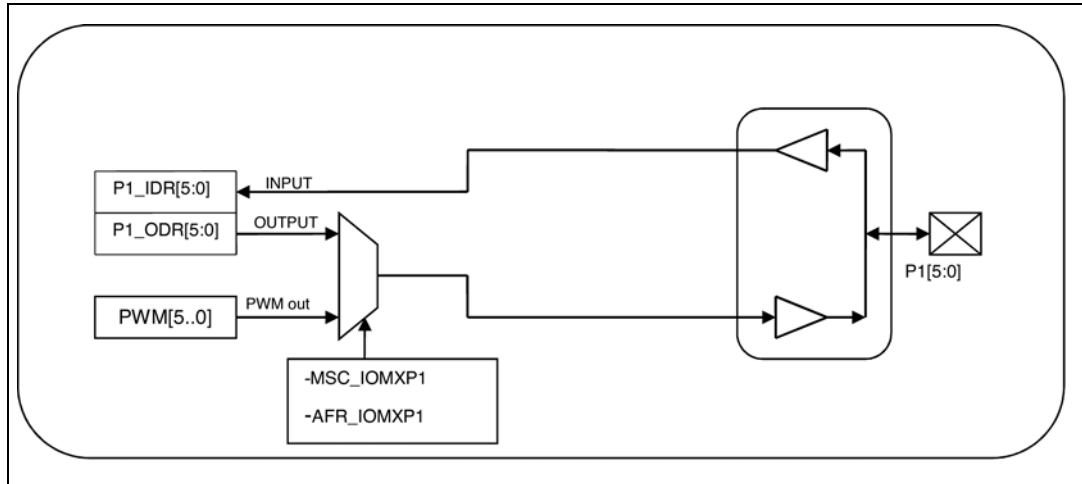 P1_IDR[5:0]
INPUT
P1_ODR[5:0]
OUTPUT
P1[5:0]
PWM[5..0]
PWM out
-MSC_IOMXP1
-AFR_IOMXP1